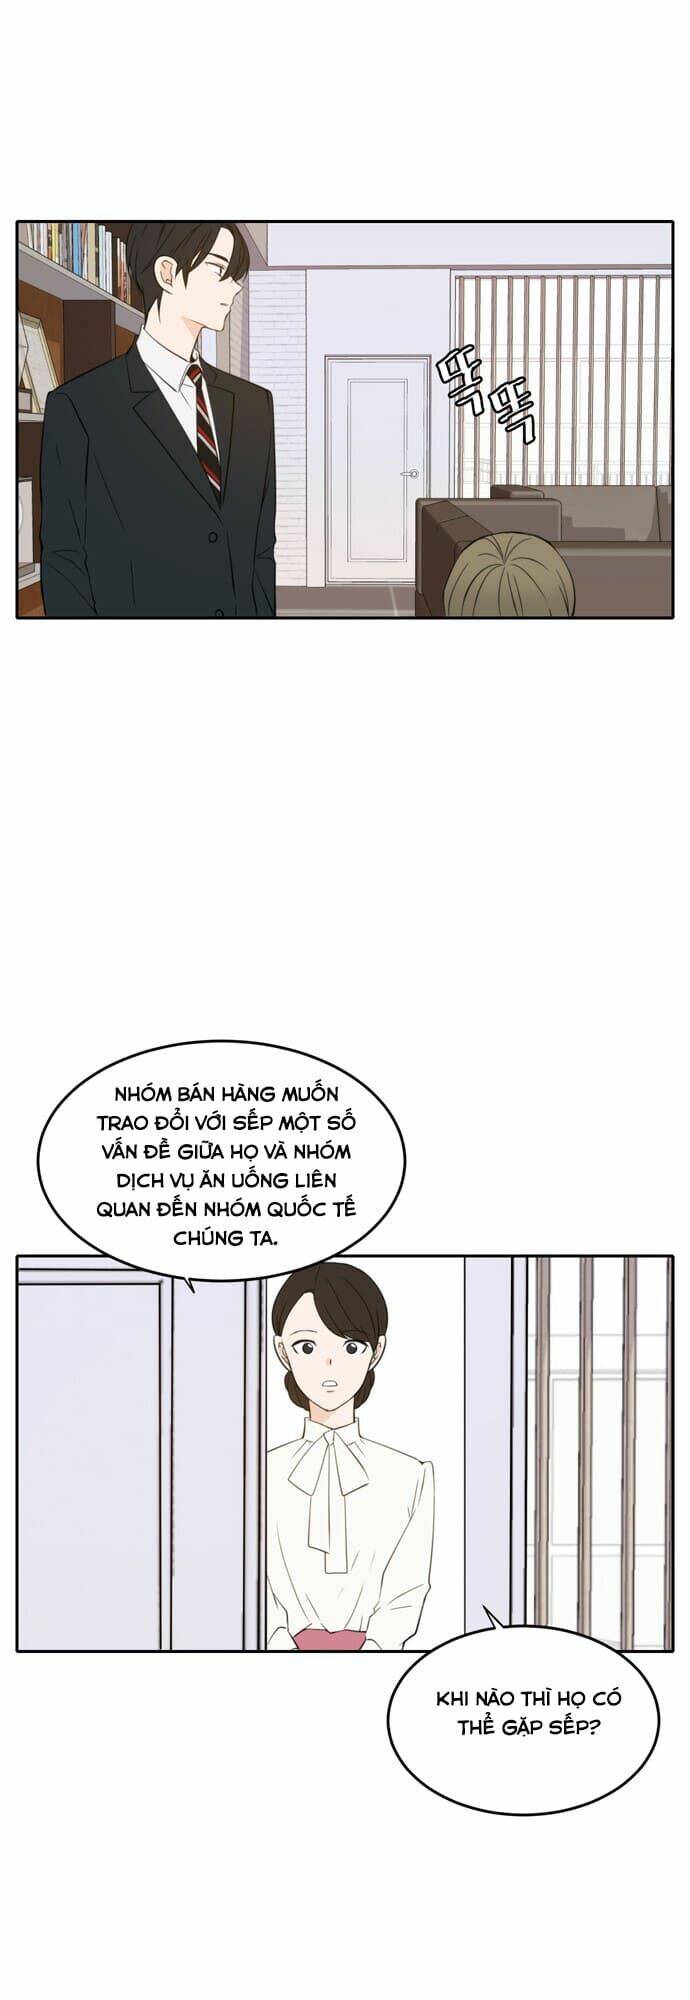 똑
똑
NHÓM BÁN HÀNG MUỐN
TRAO ĐỔI VỚI SẾP MỘT SỐ
VẤN ĐỀ GIỮA HỌ VÀ NHÓM
DỊCH VỤ ĂN UỐNG LIÊN
QUAN ĐẾN NHÓM QUỐC TẾ
CHÚNG TA.
KHI NÀO THÌ HỌ CÓ
THỂ GẶP SẾP?